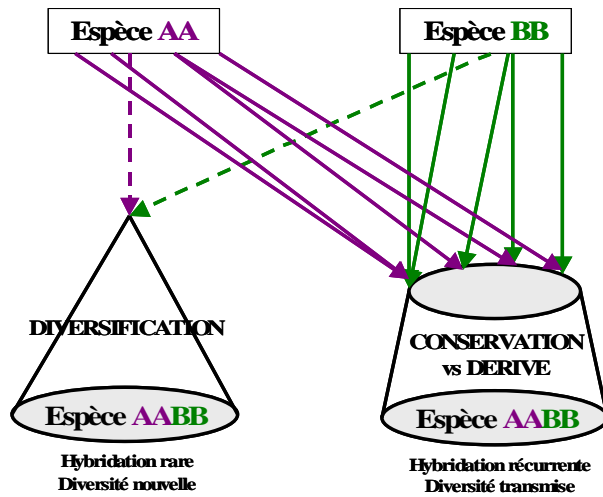 Espèce AA
Espèce BB
DIVERSIFICATION
CONSERVATION
vs DERIVE
Espèce AABB
Espèce AABB
Hybridation rare
Diversité nouvelle
Hybridation récurrente
Diversité transmise